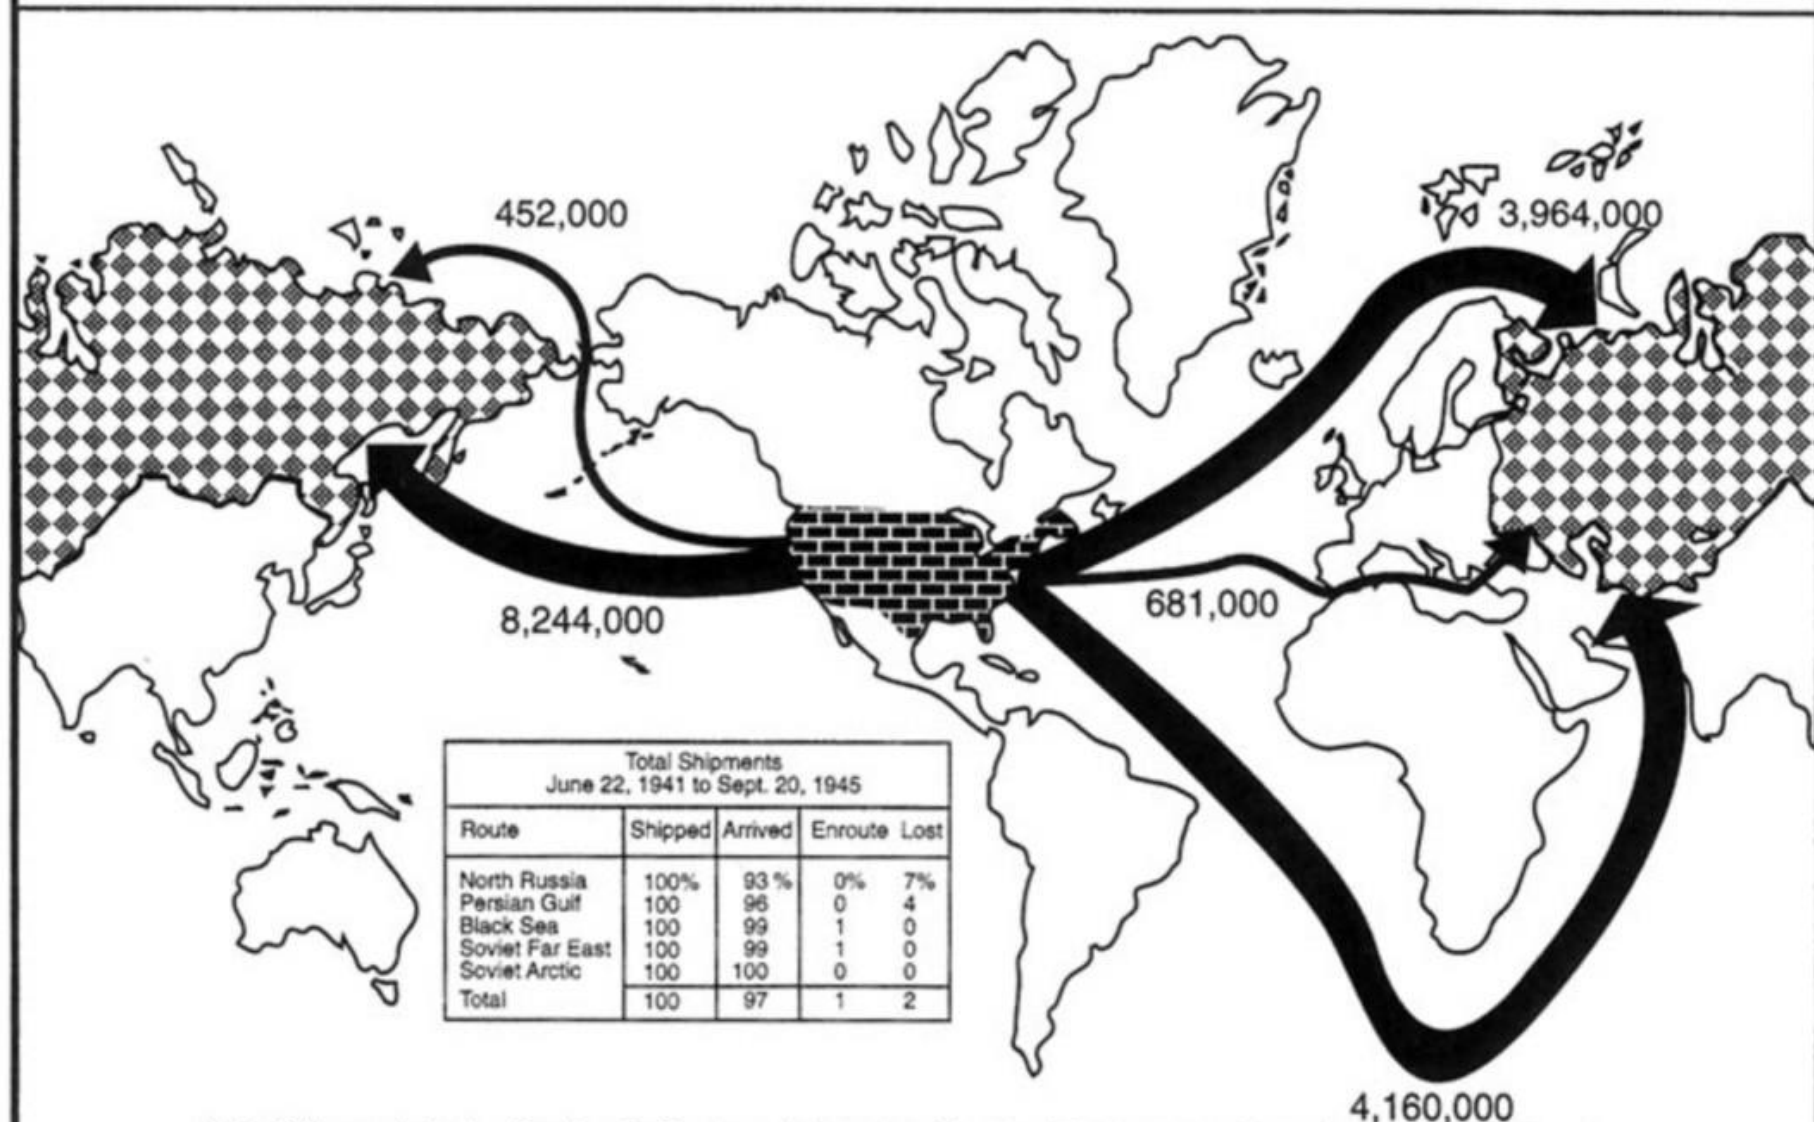 452,000
3,964,000
8,244,000
681,000
Total Shipments
June 22, 1941 to Sept. 20, 1945
Route Shipped Arrived Enroute Lost
North Russia 100% 93% 0% 7%
Persian Gulf 100 96 0 4
Black Sea 100 99 1 0
Soviet Far East 100 99 1 0
Soviet Arctic 100 100 0 0
Total 100 97 1 2
4,160,000